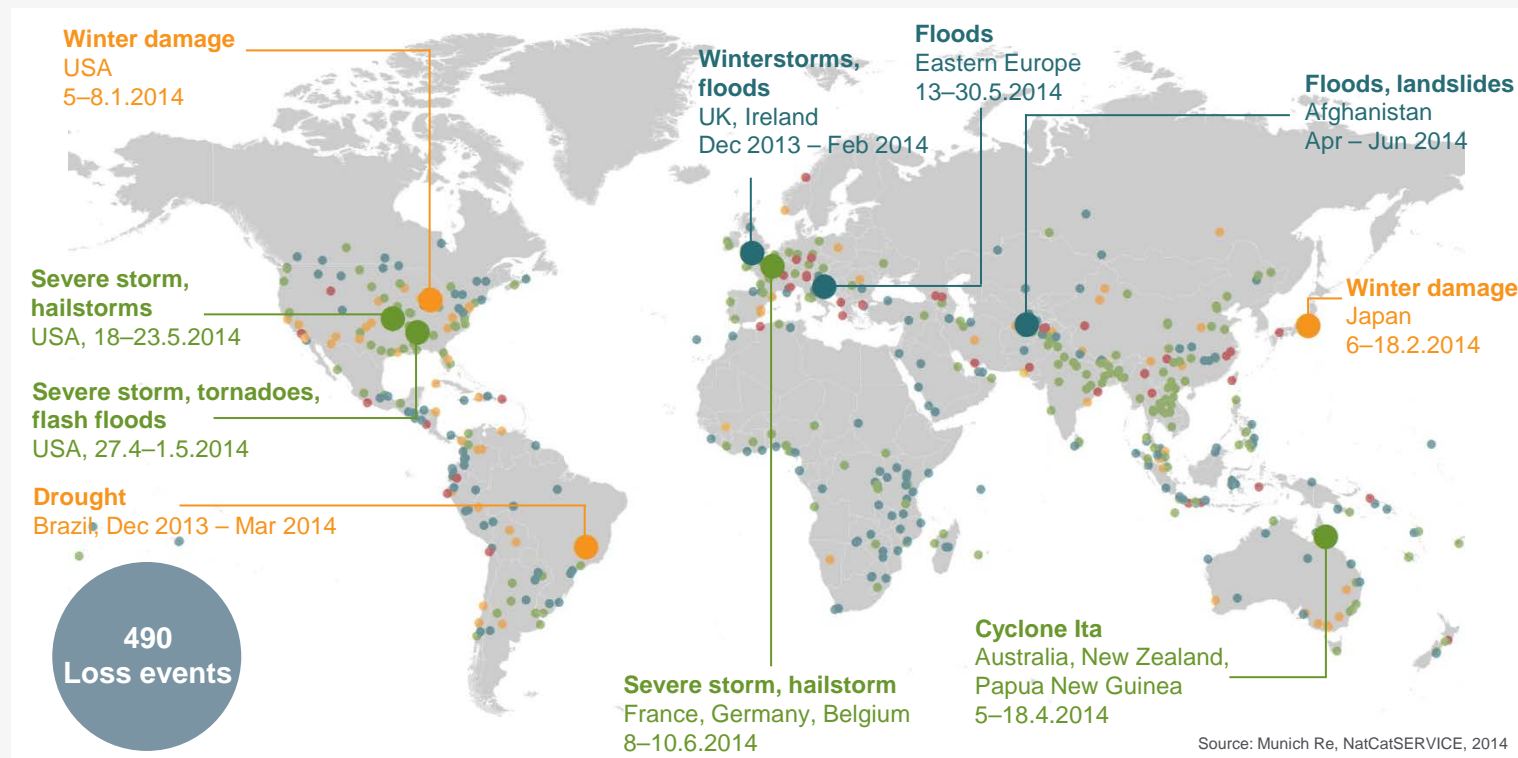 Winter damage
USA
5–8.1.2014
Winterstorms,
floods
UK, Ireland
Dec 2013 – Feb 2014
Floods
Eastern Europe
13–30.5.2014
Floods, landslides
Afghanistan
Apr – Jun 2014
Severe storm,
hailstorms
USA, 18–23.5.2014
Winter damage
Japan
6–18.2.2014
Severe storm, tornadoes,
flash floods
USA, 27.4–1.5.2014
Drought
Brazil, Dec 2013 – Mar 2014
490
Loss events
Severe storm, hailstorm
France, Germany, Belgium
8–10.6.2014
Cyclone Ita
Australia, New Zealand,
Papua New Guinea
5–18.4.2014
Source: Munich Re, NatCatSERVICE, 2014